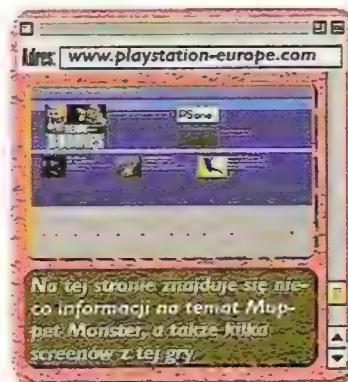 Adres: www.playstation-europe.com
PSone
Na tej stronie znajduje się nie-
co informacji na temat Mup-
pet Monster, a także kilka
screenów z tej gry.